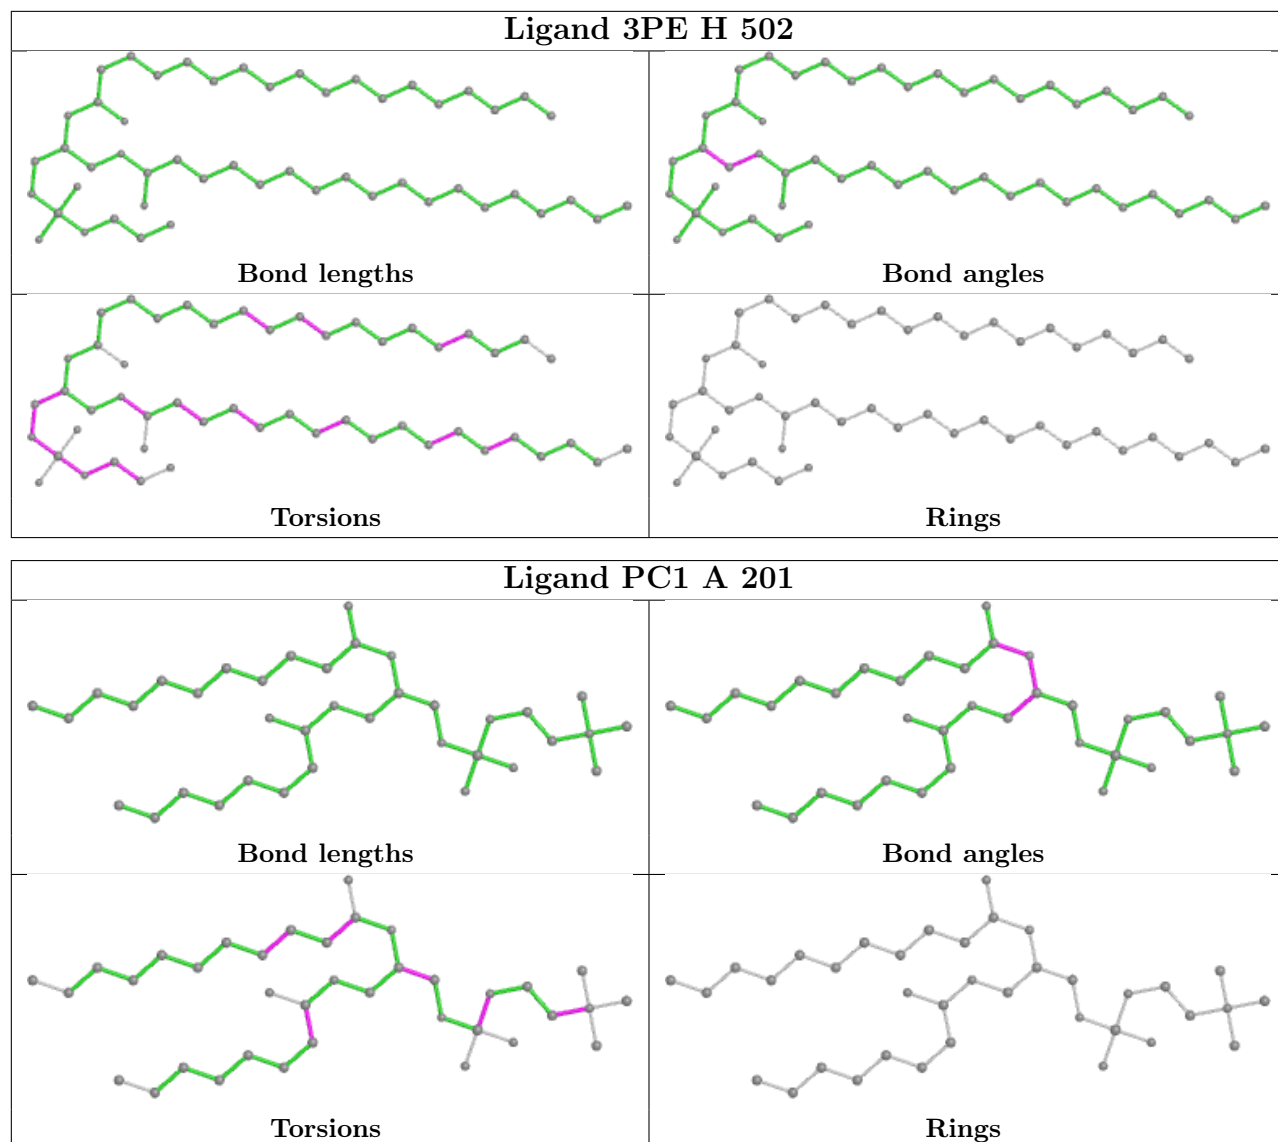 Ligand 3PE H 502
Bond lengths
Bond angles
Torsions
Rings
Ligand PC1 A 201
Bond lengths
Bond angles
Torsions
Rings